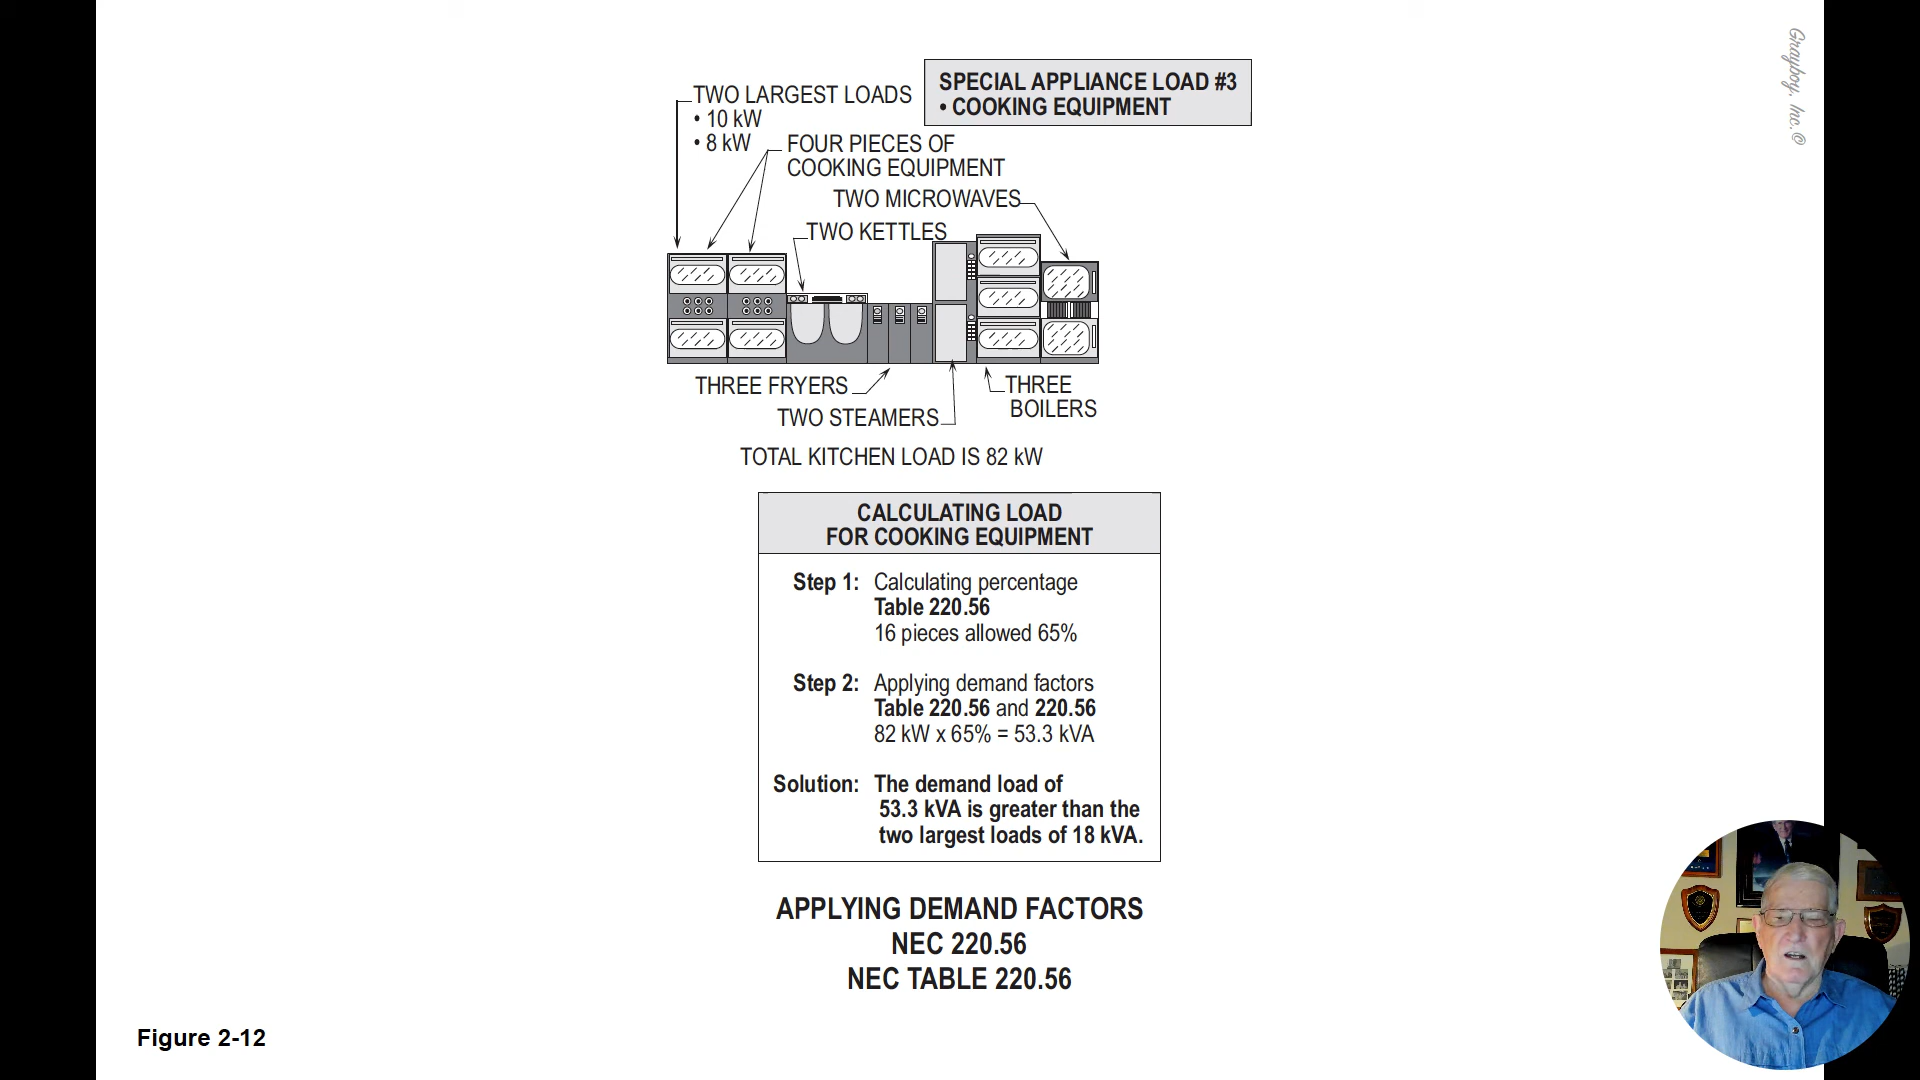 Grayboy, Inc.©
SPECIAL APPLIANCE LOAD #3
• COOKING EQUIPMENT
TWO LARGEST LOADS
• 10 kW
• 8 kW
FOUR PIECES OF
COOKING EQUIPMENT
TWO MICROWAVES
TWO KETTLES
THREE FRYERS
TWO STEAMERS
THREE
BOILERS
TOTAL KITCHEN LOAD IS 82 kW
CALCULATING LOAD
FOR COOKING EQUIPMENT
Step 1: Calculating percentage
Table 220.56
16 pieces allowed 65%
Step 2: Applying demand factors
Table 220.56 and 220.56
82 kW x 65% = 53.3 kVA
Solution: The demand load of
53.3 kVA is greater than the
two largest loads of 18 kVA.
APPLYING DEMAND FACTORS
NEC 220.56
NEC TABLE 220.56
Figure 2-12